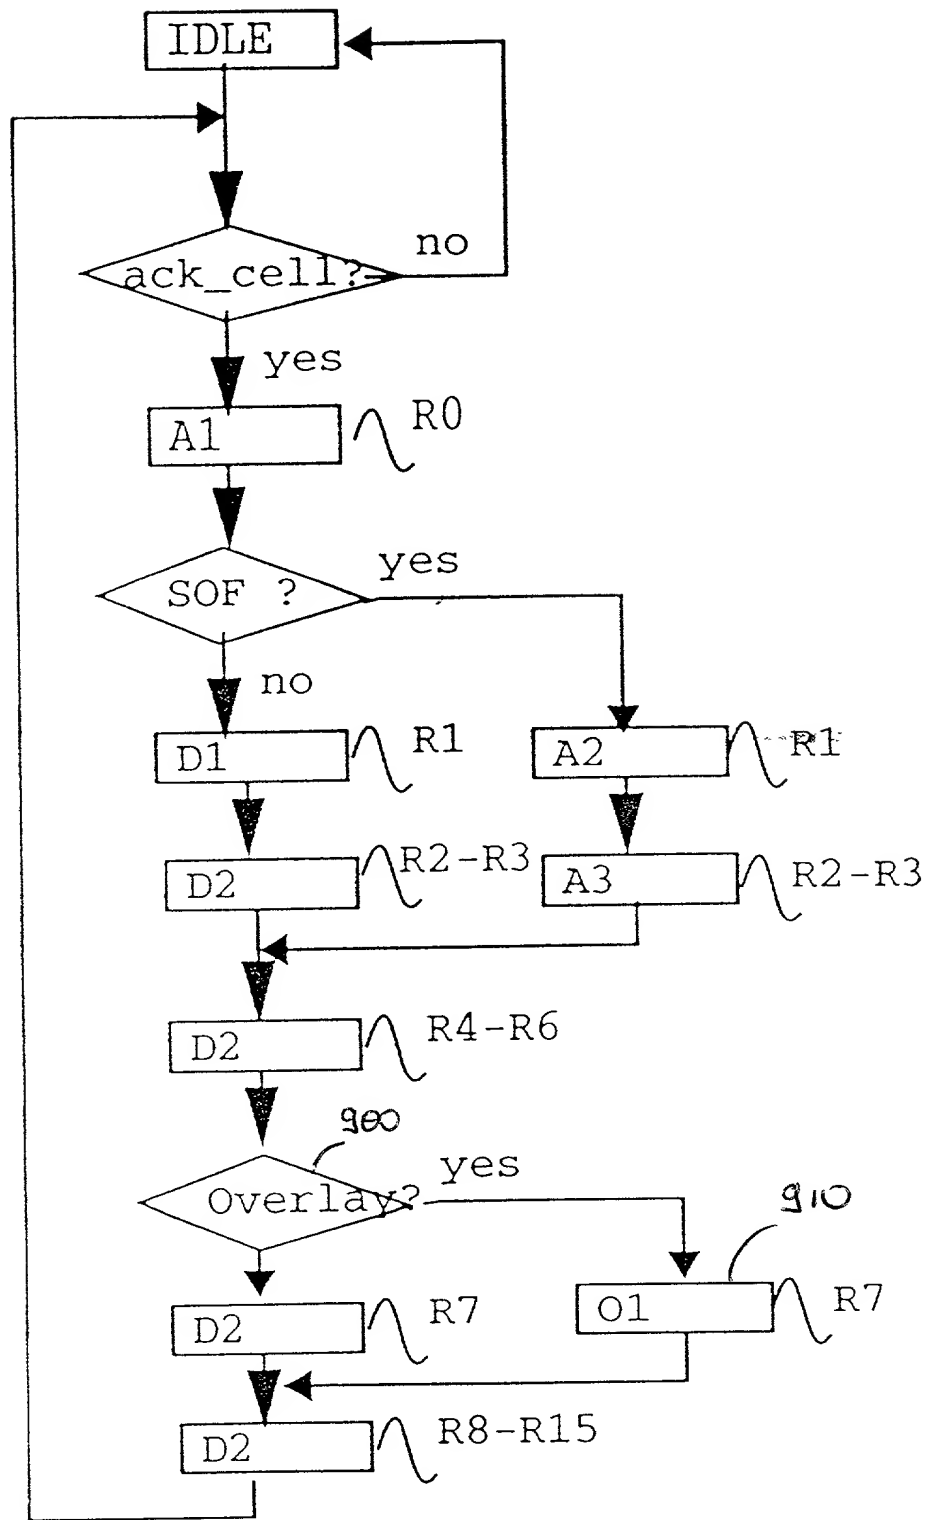 IDLE
no
ack_cell?
yes
A1 R0
yes
SOF ?
no
D1 R1 A2 R1
D2 R2-R3 A3 R2-R3
D2 R4-R6
900
yes
Overlay?
910
D2 R7 O1 R7
D2 R8-R15